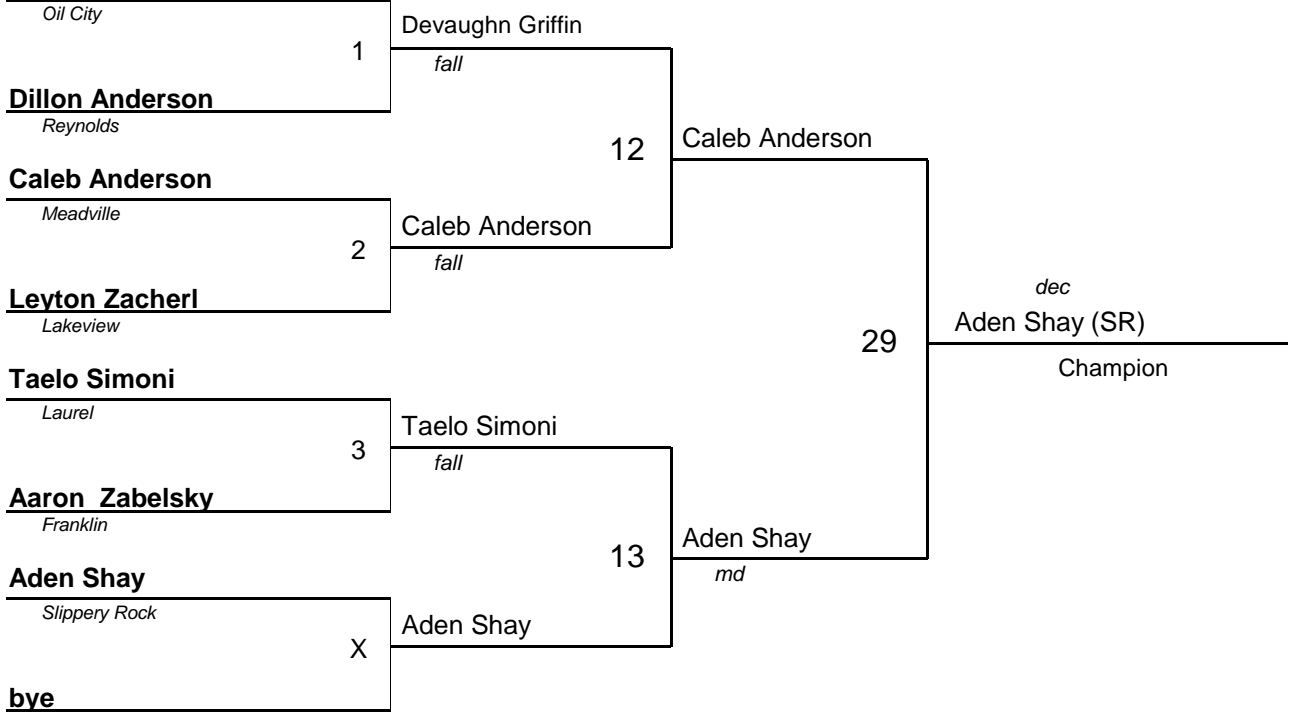 Oil City
Devaughn Griffin
1
fall
Dillon Anderson
Reynolds
12
Caleb Anderson
Caleb Anderson
Meadville
Caleb Anderson
2
fall
Leyton Zacherl
Lakeview
dec
Aden Shay (SR)
29
Champion
Taelo Simoni
Laurel
Taelo Simoni
3
fall
Aaron  Zabelsky
Franklin
13
Aden Shay
md
Aden Shay
Slippery Rock
Aden Shay
X
bye